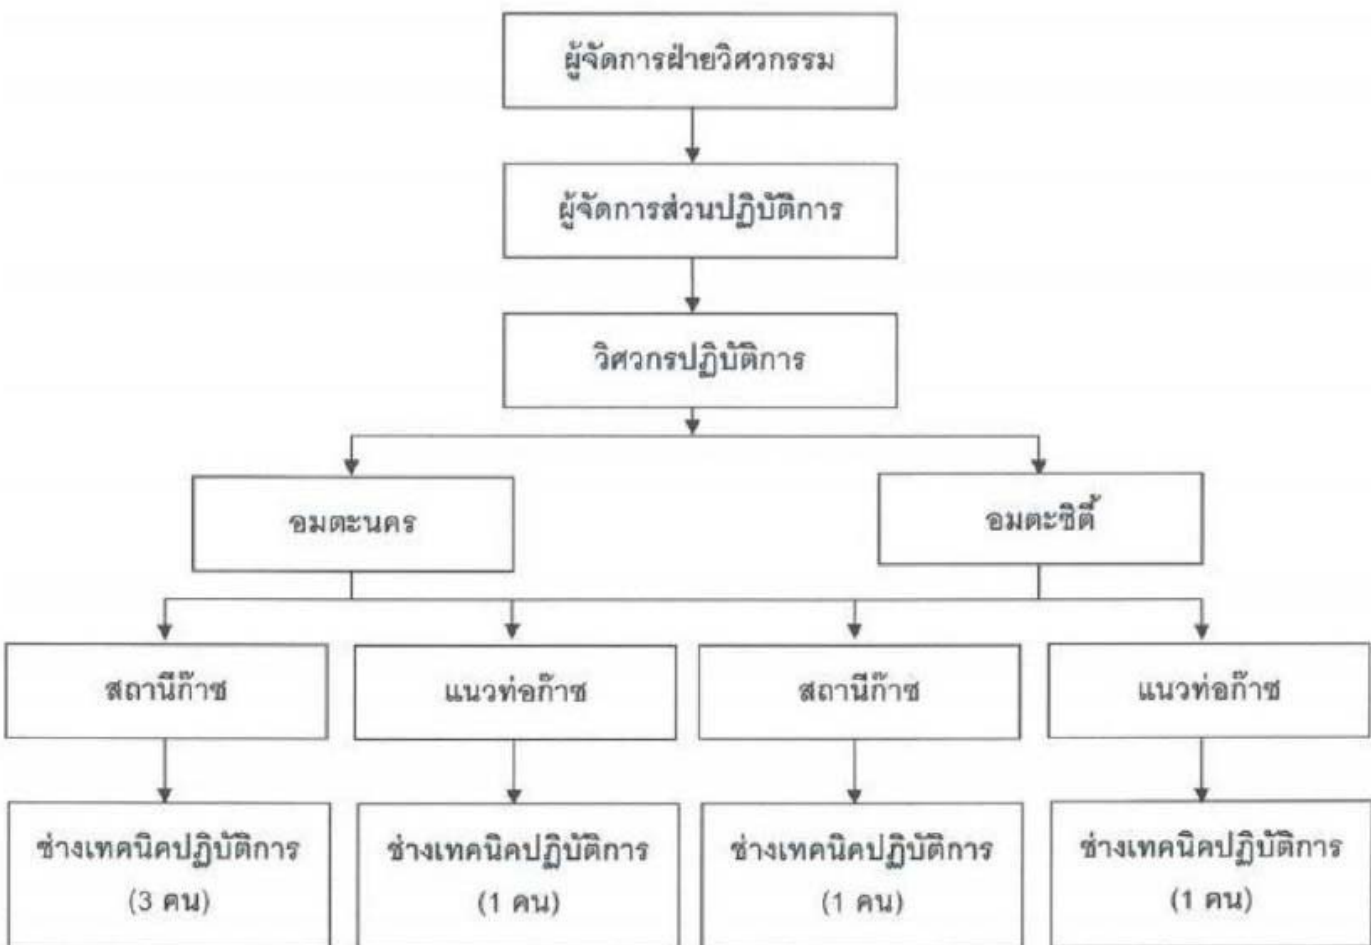 ผู้จัดการฝ่ายวิศวกรรม
ผู้จัดการส่วนปฏิบัติการ
วิศวกรปฏิบัติการ
อมตะนคร
อมตะซิตี้
สถานีก๊าซ
แนวท่อก๊าซ
สถานีก๊าซ
แนวท่อก๊าซ
ช่างเทคนิคปฏิบัติการ
(3 คน)
ช่างเทคนิคปฏิบัติการ
(1 คน)
ช่างเทคนิคปฏิบัติการ
(1 คน)
ช่างเทคนิคปฏิบัติการ
(1 คน)